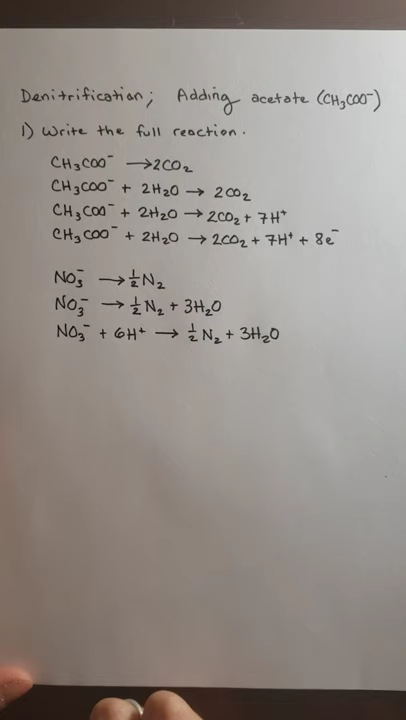 Denitrification; Adding acetate (CH₃COO⁻)
1) Write the full reaction.
CH₃COO⁻ → 2CO₂
CH₃COO⁻ + 2H₂O → 2CO₂
CH₃COO⁻ + 2H₂O → 2CO₂ + 7H⁺
CH₃COO⁻ + 2H₂O → 2CO₂ + 7H⁺ + 8e⁻
NO₃⁻ → ½N₂
NO₃⁻ → ½N₂ + 3H₂O
NO₃⁻ + 6H⁺ → ½N₂ + 3H₂O